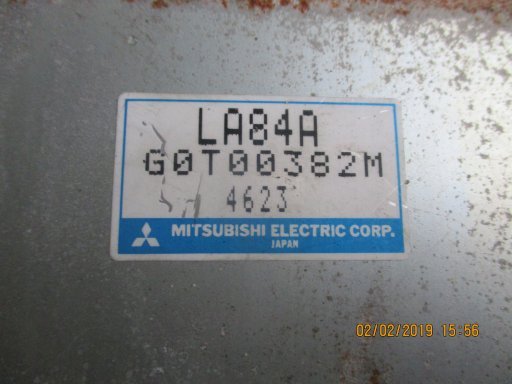 LA84A
G0T00382M
4623
MITSUBISHI ELECTRIC CORP.
JAPAN
02/02/2019 15:56